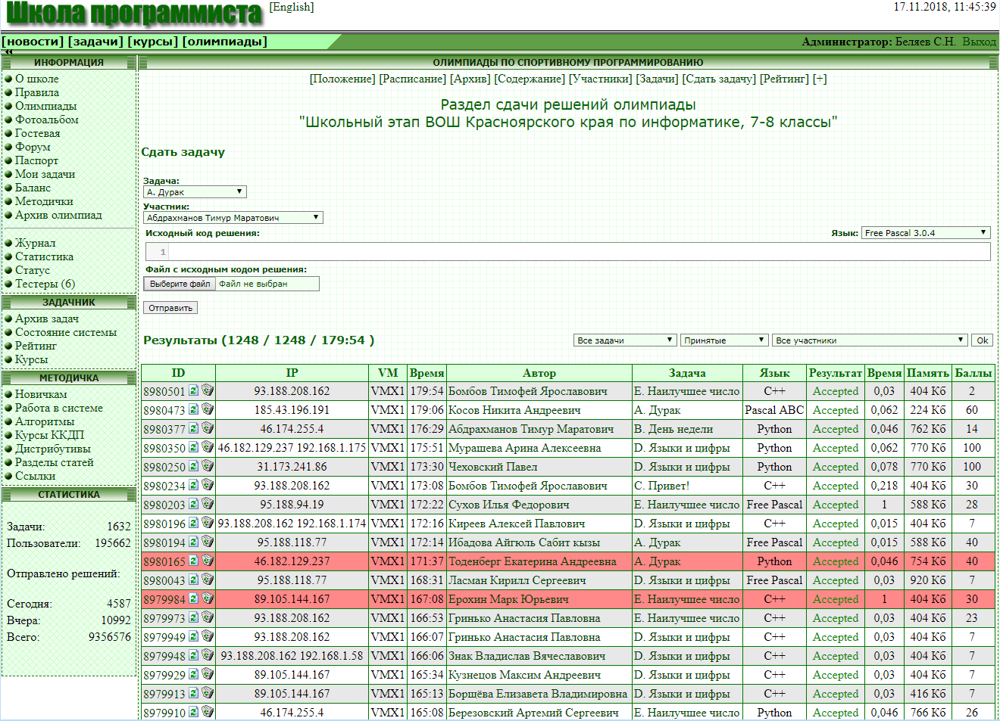 Школа программиста [English] 17.11.2018, 11:45:39
[новости] [задачи] [курсы] [олимпиады] Администратор: Беляев С.Н. Выход
ИНФОРМАЦИЯ
О школе
Правила
Олимпиады
Фотоальбом
Гостевая
Форум
Паспорт
Мои задачи
Баланс
Методички
Архив олимпиад
Журнал
Статистика
Статус
Тестеры (6)
ЗАДАЧНИК
Архив задач
Состояние системы
Рейтинг
Курсы
МЕТОДИЧКА
Новичкам
Работа в системе
Алгоритмы
Курсы ККДП
Дистрибутивы
Разделы статей
Ссылки
СТАТИСТИКА
Задачи: 1632
Пользователи: 195662
Отправлено решений:
Сегодня: 4587
Вчера: 10992
Всего: 9356576
ОЛИМПИАДЫ ПО СПОРТИВНОМУ ПРОГРАММИРОВАНИЮ
[Положение] [Расписание] [Архив] [Содержание] [Участники] [Задачи] [Сдать задачу] [Рейтинг] [+]
Раздел сдачи решений олимпиады
"Школьный этап ВОШ Красноярского края по информатике, 7-8 классы"
Сдать задачу
Задача:
A. Дурак
Участник:
Абдрахманов Тимур Маратович
Исходный код решения: Язык: Free Pascal 3.0.4
1
Файл с исходным кодом решения:
Выберите файл Файл не выбран
Отправить
Результаты (1248 / 1248 / 179:54 ) Все задачи Принятые Все участники Ok
ID IP VM Время Автор Задача Язык Результат Время Память Баллы
8980501 93.188.208.162 VMX1 179:54 Бомбов Тимофей Ярославович E. Наилучшее число C++ Accepted 0,03 404 Кб 2
8980473 185.43.196.191 VMX1 179:06 Косов Никита Андреевич A. Дурак Pascal ABC Accepted 0,062 224 Кб 60
8980377 46.174.255.4 VMX1 176:29 Абдрахманов Тимур Маратович B. День недели Python Accepted 0,046 762 Кб 14
8980350 46.182.129.237 192.168.1.175 VMX1 175:51 Мурашева Арина Алексеевна D. Языки и цифры Python Accepted 0,062 770 Кб 100
8980250 31.173.241.86 VMX1 173:30 Чеховский Павел D. Языки и цифры Python Accepted 0,078 770 Кб 100
8980234 93.188.208.162 VMX1 173:08 Бомбов Тимофей Ярославович C. Привет! C++ Accepted 0,218 404 Кб 30
8980203 95.188.94.19 VMX1 172:22 Сухов Илья Федорович E. Наилучшее число Free Pascal Accepted 1 588 Кб 28
8980196 93.188.208.162 192.168.1.174 VMX1 172:16 Киреев Алексей Павлович D. Языки и цифры C++ Accepted 0,015 404 Кб 7
8980194 95.188.118.77 VMX1 172:14 Ибадова Айгюль Сабит кызы A. Дурак Free Pascal Accepted 0,015 588 Кб 40
8980165 46.182.129.237 VMX1 171:37 Тоденберг Екатерина Андреевна A. Дурак Python Accepted 0,046 754 Кб 40
8980043 95.188.118.77 VMX1 168:31 Ласман Кирилл Сергеевич D. Языки и цифры Free Pascal Accepted 0,03 920 Кб 7
8979984 89.105.144.167 VMX1 167:08 Ерохин Марк Юрьевич E. Наилучшее число C++ Accepted 1 404 Кб 30
8979973 93.188.208.162 VMX1 166:53 Гринько Анастасия Павловна E. Наилучшее число C++ Accepted 0,03 404 Кб 23
8979949 93.188.208.162 VMX1 166:07 Гринько Анастасия Павловна D. Языки и цифры C++ Accepted 0,03 404 Кб 7
8979948 93.188.208.162 192.168.1.58 VMX1 166:06 Знак Владислав Вячеславович D. Языки и цифры C++ Accepted 0,03 404 Кб 7
8979929 89.105.144.167 VMX1 165:34 Кузнецов Максим Андреевич D. Языки и цифры C++ Accepted 0,03 404 Кб 7
8979913 89.105.144.167 VMX1 165:13 Борщёва Елизавета Владимировна D. Языки и цифры C++ Accepted 0,03 416 Кб 7
8979910 46.174.255.4 VMX1 165:08 Березовский Артемий Сергеевич E. Наилучшее число Python Accepted 0,046 766 Кб 26